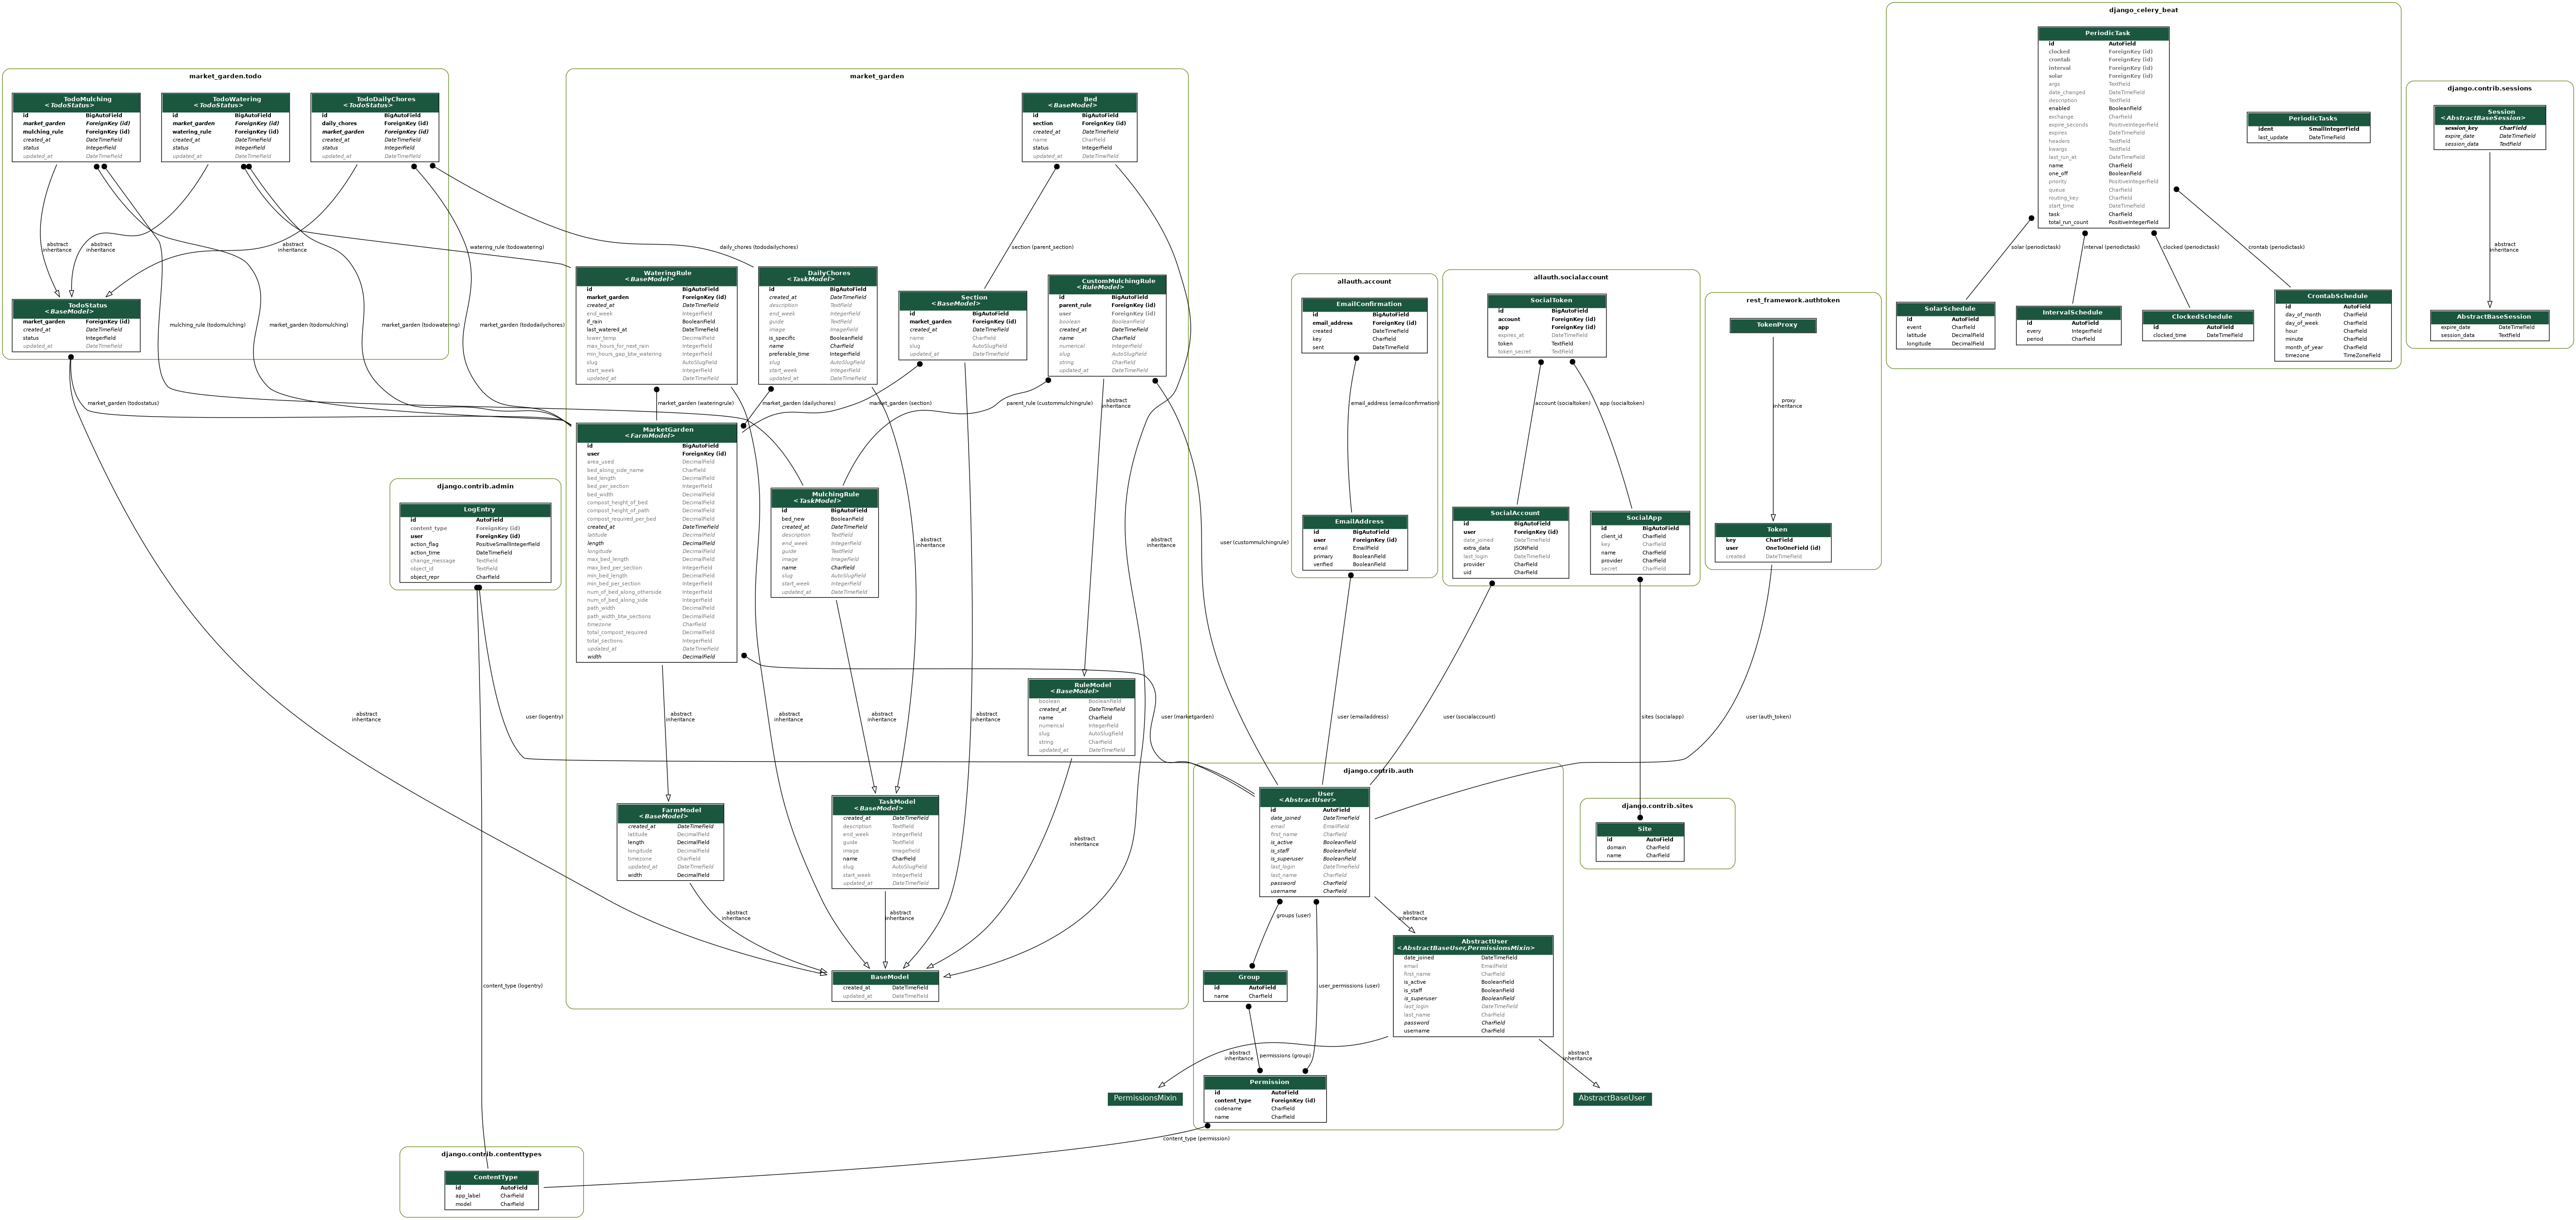 django_celery_beat
PeriodicTask
id AutoField
clocked ForeignKey (id)
crontab ForeignKey (id)
interval ForeignKey (id)
solar ForeignKey (id)
args TextField
date_changed DateTimeField
description TextField
enabled BooleanField
exchange CharField
expire_seconds PositiveIntegerField
expires DateTimeField
headers TextField
kwargs TextField
last_run_at DateTimeField
name CharField
one_off BooleanField
priority PositiveIntegerField
queue CharField
routing_key CharField
start_time DateTimeField
task CharField
total_run_count PositiveIntegerField
PeriodicTasks
ident SmallIntegerField
last_update DateTimeField
solar (periodictask)
interval (periodictask)
clocked (periodictask)
crontab (periodictask)
SolarSchedule
id AutoField
event CharField
latitude DecimalField
longitude DecimalField
IntervalSchedule
id AutoField
every IntegerField
period CharField
ClockedSchedule
id AutoField
clocked_time DateTimeField
CrontabSchedule
id AutoField
day_of_month CharField
day_of_week CharField
hour CharField
minute CharField
month_of_year CharField
timezone TimeZoneField
django.contrib.sessions
Session
<AbstractBaseSession>
session_key CharField
expire_date DateTimeField
session_data TextField
abstract
inheritance
AbstractBaseSession
expire_date DateTimeField
session_data TextField
market_garden.todo
TodoMulching
<TodoStatus>
id BigAutoField
market_garden ForeignKey (id)
mulching_rule ForeignKey (id)
created_at DateTimeField
status IntegerField
updated_at DateTimeField
TodoWatering
<TodoStatus>
id BigAutoField
market_garden ForeignKey (id)
watering_rule ForeignKey (id)
created_at DateTimeField
status IntegerField
updated_at DateTimeField
TodoDailyChores
<TodoStatus>
id BigAutoField
daily_chores ForeignKey (id)
market_garden ForeignKey (id)
created_at DateTimeField
status IntegerField
updated_at DateTimeField
abstract
inheritance
abstract
inheritance
abstract
inheritance
TodoStatus
<BaseModel>
market_garden ForeignKey (id)
created_at DateTimeField
status IntegerField
updated_at DateTimeField
watering_rule (todowatering)
daily_chores (tododailychores)
mulching_rule (todomulching)
market_garden (todomulching)
market_garden (todowatering)
market_garden (tododailychores)
market_garden (todostatus)
abstract
inheritance
market_garden
Bed
<BaseModel>
id BigAutoField
section ForeignKey (id)
created_at DateTimeField
name CharField
status IntegerField
updated_at DateTimeField
section (parent_section)
WateringRule
<BaseModel>
id BigAutoField
market_garden ForeignKey (id)
created_at DateTimeField
end_week IntegerField
if_rain BooleanField
last_watered_at DateTimeField
lower_temp DecimalField
max_hours_for_next_rain IntegerField
min_hours_gap_btw_watering IntegerField
slug AutoSlugField
start_week IntegerField
updated_at DateTimeField
DailyChores
<TaskModel>
id BigAutoField
created_at DateTimeField
description TextField
end_week IntegerField
guide TextField
image ImageField
is_specific BooleanField
name CharField
preferable_time IntegerField
slug AutoSlugField
start_week IntegerField
updated_at DateTimeField
Section
<BaseModel>
id BigAutoField
market_garden ForeignKey (id)
created_at DateTimeField
name CharField
slug AutoSlugField
updated_at DateTimeField
CustomMulchingRule
<RuleModel>
id BigAutoField
parent_rule ForeignKey (id)
user ForeignKey (id)
boolean BooleanField
created_at DateTimeField
name CharField
numerical IntegerField
slug AutoSlugField
string CharField
updated_at DateTimeField
market_garden (wateringrule)
market_garden (dailychores)
market_garden (section)
parent_rule (custommulchingrule)
abstract
inheritance
MarketGarden
<FarmModel>
id BigAutoField
user ForeignKey (id)
area_used DecimalField
bed_along_side_name CharField
bed_length DecimalField
bed_per_section IntegerField
bed_width DecimalField
compost_height_of_bed DecimalField
compost_height_of_path DecimalField
compost_required_per_bed DecimalField
created_at DateTimeField
latitude DecimalField
length DecimalField
longitude DecimalField
max_bed_length DecimalField
max_bed_per_section IntegerField
min_bed_length DecimalField
min_bed_per_section IntegerField
num_of_bed_along_otherside IntegerField
num_of_bed_along_side IntegerField
path_width DecimalField
path_width_btw_sections DecimalField
timezone CharField
total_compost_required DecimalField
total_sections IntegerField
updated_at DateTimeField
width DecimalField
MulchingRule
<TaskModel>
id BigAutoField
bed_new BooleanField
created_at DateTimeField
description TextField
end_week IntegerField
guide TextField
image ImageField
name CharField
slug AutoSlugField
start_week IntegerField
updated_at DateTimeField
abstract
inheritance
abstract
inheritance
user (custommulchingrule)
RuleModel
<BaseModel>
boolean BooleanField
created_at DateTimeField
name CharField
numerical IntegerField
slug AutoSlugField
string CharField
updated_at DateTimeField
abstract
inheritance
abstract
inheritance
abstract
inheritance
abstract
inheritance
user (marketgarden)
FarmModel
<BaseModel>
created_at DateTimeField
latitude DecimalField
length DecimalField
longitude DecimalField
timezone CharField
updated_at DateTimeField
width DecimalField
TaskModel
<BaseModel>
created_at DateTimeField
description TextField
end_week IntegerField
guide TextField
image ImageField
name CharField
slug AutoSlugField
start_week IntegerField
updated_at DateTimeField
abstract
inheritance
abstract
inheritance
abstract
inheritance
BaseModel
created_at DateTimeField
updated_at DateTimeField
django.contrib.admin
LogEntry
id AutoField
content_type ForeignKey (id)
user ForeignKey (id)
action_flag PositiveSmallIntegerField
action_time DateTimeField
change_message TextField
object_id TextField
object_repr CharField
user (logentry)
content_type (logentry)
allauth.account
EmailConfirmation
id BigAutoField
email_address ForeignKey (id)
created DateTimeField
key CharField
sent DateTimeField
email_address (emailconfirmation)
EmailAddress
id BigAutoField
user ForeignKey (id)
email EmailField
primary BooleanField
verified BooleanField
user (emailaddress)
allauth.socialaccount
SocialToken
id BigAutoField
account ForeignKey (id)
app ForeignKey (id)
expires_at DateTimeField
token TextField
token_secret TextField
account (socialtoken)
app (socialtoken)
SocialAccount
id BigAutoField
user ForeignKey (id)
date_joined DateTimeField
extra_data JSONField
last_login DateTimeField
provider CharField
uid CharField
SocialApp
id BigAutoField
client_id CharField
key CharField
name CharField
provider CharField
secret CharField
user (socialaccount)
sites (socialapp)
rest_framework.authtoken
TokenProxy
proxy
inheritance
Token
key CharField
user OneToOneField (id)
created DateTimeField
user (auth_token)
django.contrib.sites
Site
id AutoField
domain CharField
name CharField
django.contrib.auth
User
<AbstractUser>
id AutoField
date_joined DateTimeField
email EmailField
first_name CharField
is_active BooleanField
is_staff BooleanField
is_superuser BooleanField
last_login DateTimeField
last_name CharField
password CharField
username CharField
groups (user)
abstract
inheritance
AbstractUser
<AbstractBaseUser,PermissionsMixin>
date_joined DateTimeField
email EmailField
first_name CharField
is_active BooleanField
is_staff BooleanField
is_superuser BooleanField
last_login DateTimeField
last_name CharField
password CharField
username CharField
Group
id AutoField
name CharField
user_permissions (user)
abstract
inheritance
permissions (group)
abstract
inheritance
Permission
id AutoField
content_type ForeignKey (id)
codename CharField
name CharField
PermissionsMixin
AbstractBaseUser
content_type (permission)
django.contrib.contenttypes
ContentType
id AutoField
app_label CharField
model CharField